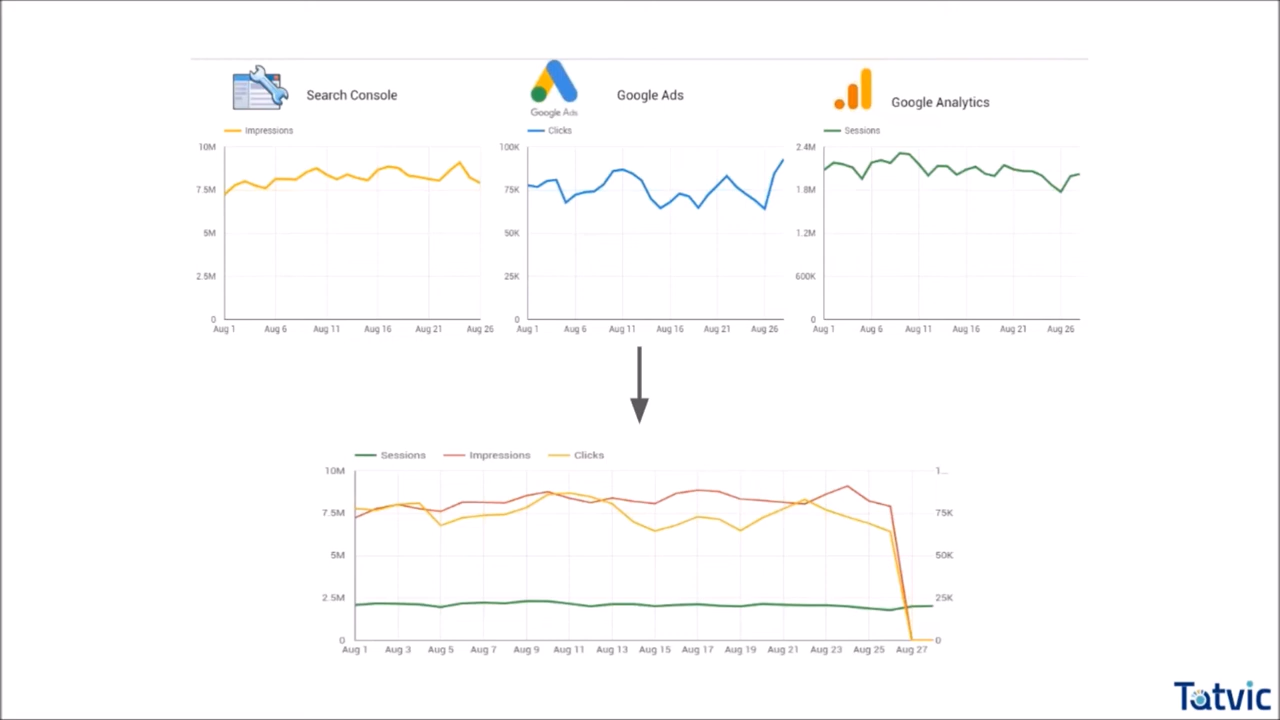 Search Console
Google Ads
Google Ads
Google Analytics
Impressions
10M
7.5M
5M
2.5M
0
Aug 1 Aug 6 Aug 11 Aug 16 Aug 21 Aug 26
Clicks
100K
75K
50K
25K
0
Aug 1 Aug 6 Aug 11 Aug 16 Aug 21 Aug 26
Sessions
2.4M
1.8M
1.2M
600K
0
Aug 1 Aug 6 Aug 11 Aug 16 Aug 21 Aug 26
Sessions Impressions Clicks
10M 1...
7.5M 75K
5M 50K
2.5M 25K
0 0
Aug 1 Aug 3 Aug 5 Aug 7 Aug 9 Aug 11 Aug 13 Aug 15 Aug 17 Aug 19 Aug 21 Aug 23 Aug 25 Aug 27
Tatvic